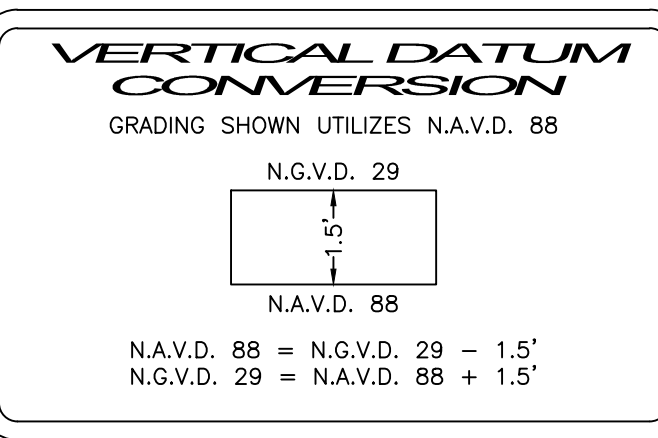 VERTICAL DATUM
CONVERSION
GRADING SHOWN UTILIZES N.A.V.D. 88
N.G.V.D. 29
1.5'
N.A.V.D. 88
N.A.V.D. 88 = N.G.V.D. 29 - 1.5'
N.G.V.D. 29 = N.A.V.D. 88 + 1.5'